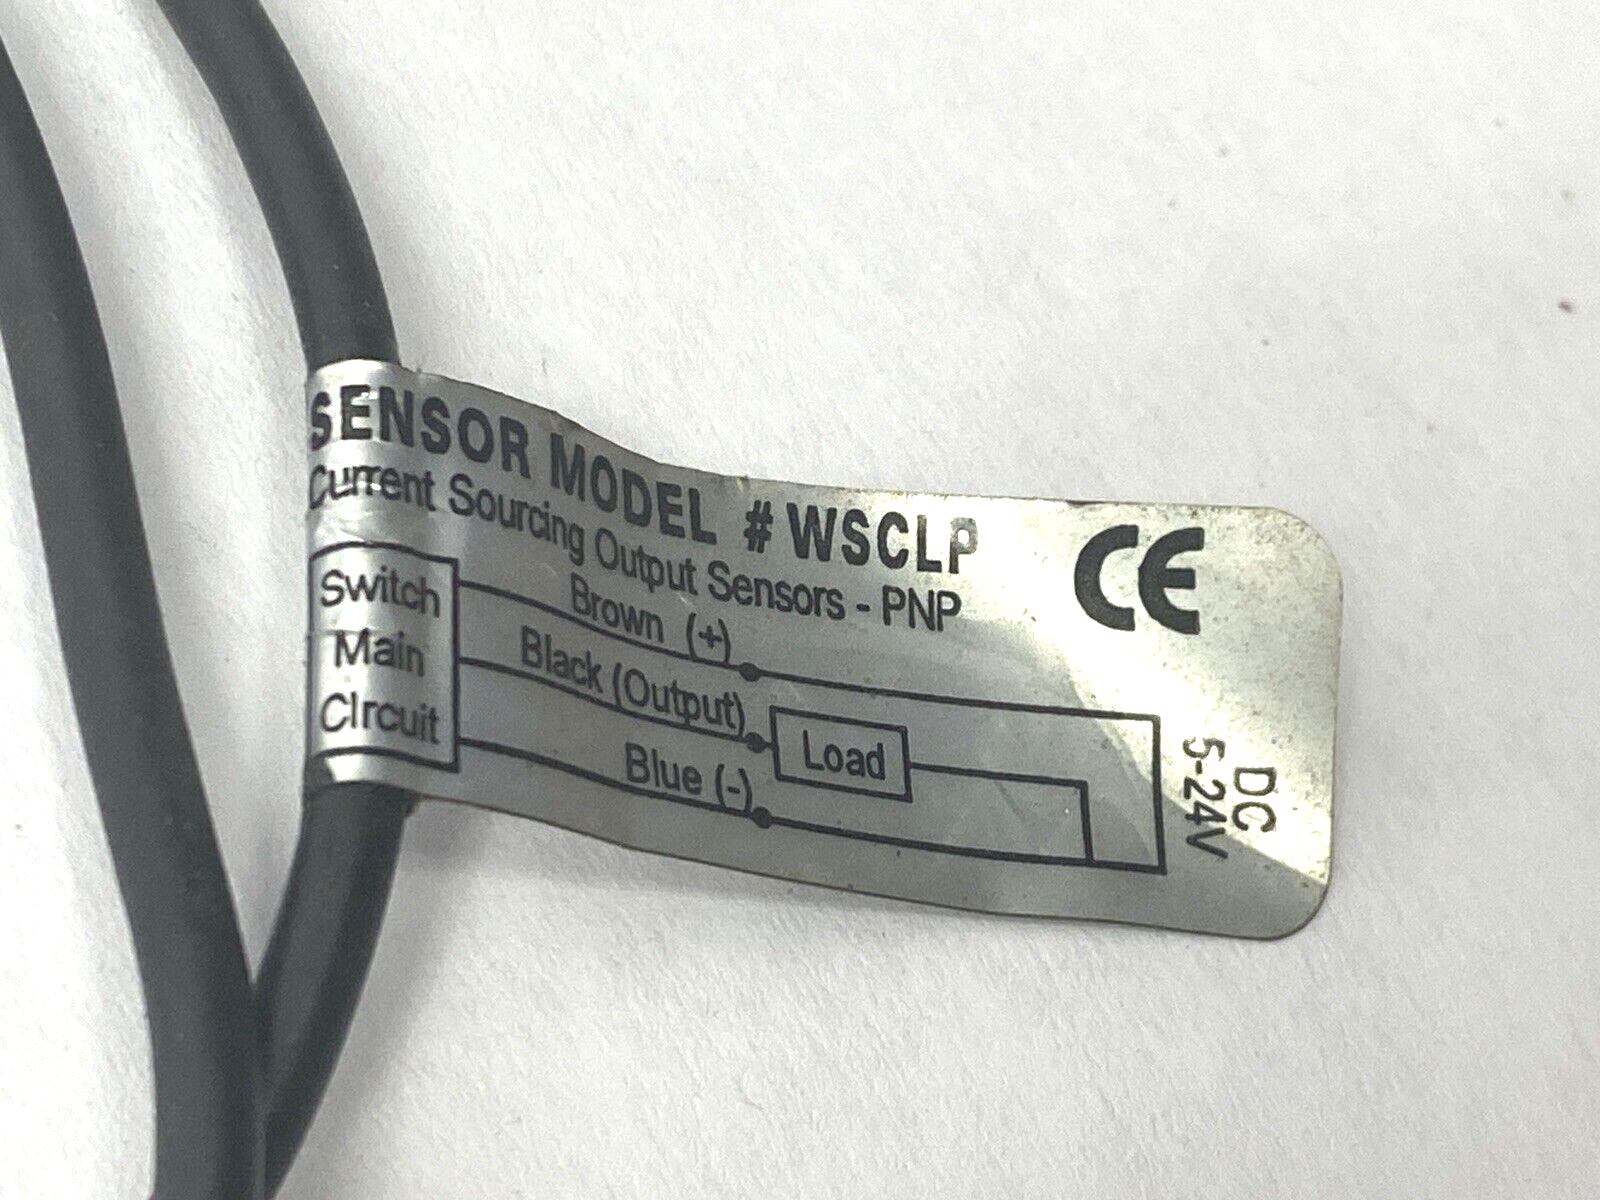 SENSOR MODEL # WSCLP
Current Sourcing Output Sensors - PNP
CE
Switch
Main
CIrcuit
Brown (+)
Black (Output)
Blue (-)
Load
DC
5-24V